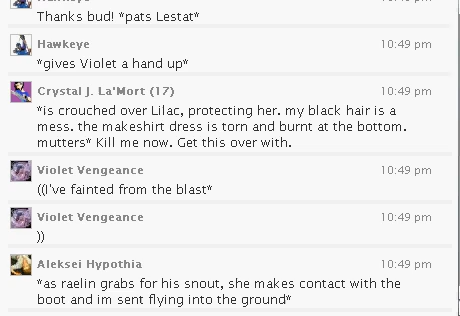 Thanks bud! *pats Lestat*
Hawkeye 10:49 pm
*gives Violet a hand up*
Crystal J. La'Mort (17) 10:49 pm
*is crouched over Lilac, protecting her. my black hair is a
mess. the makeshirt dress is torn and burnt at the bottom.
mutters* Kill me now. Get this over with.
Violet Vengeance 10:49 pm
((I've fainted from the blast*
Violet Vengeance 10:49 pm
))
Aleksei Hypothia 10:49 pm
*as raelin grabs for his snout, she makes contact with the
boot and im sent flying into the ground*